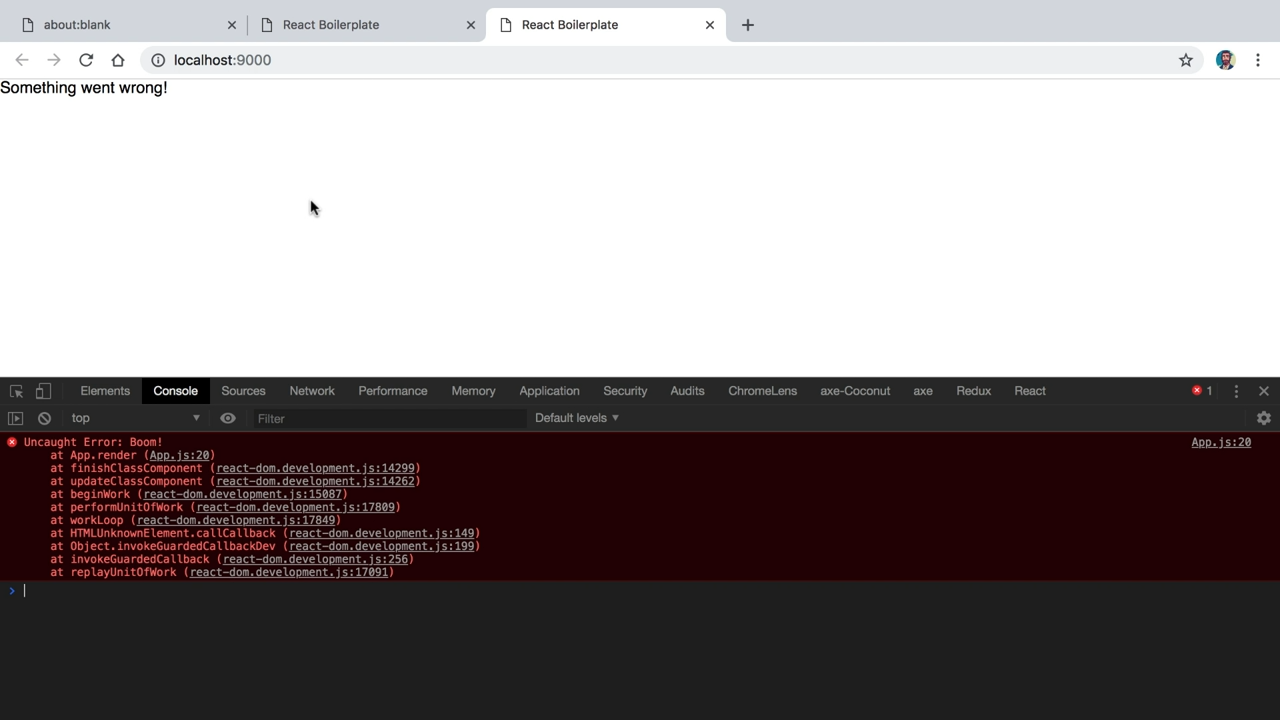 about:blank
React Boilerplate
React Boilerplate
localhost:9000
Something went wrong!
Elements Console Sources Network Performance Memory Application Security Audits ChromeLens axe-Coconut axe Redux React 1
top Filter Default levels
Uncaught Error: Boom! App.js:20
at App.render (App.js:20)
at finishClassComponent (react-dom.development.js:14299)
at updateClassComponent (react-dom.development.js:14262)
at beginWork (react-dom.development.js:15087)
at performUnitOfWork (react-dom.development.js:17809)
at workLoop (react-dom.development.js:17849)
at HTMLUnknownElement.callCallback (react-dom.development.js:149)
at Object.invokeGuardedCallbackDev (react-dom.development.js:199)
at invokeGuardedCallback (react-dom.development.js:256)
at replayUnitOfWork (react-dom.development.js:17091)